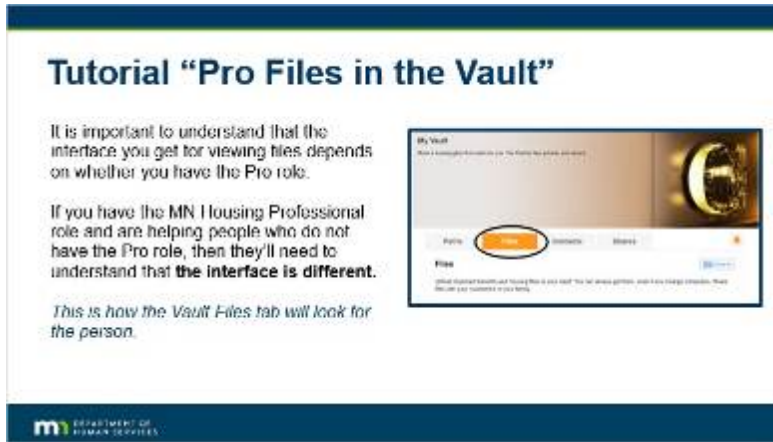 Tutorial “Pro Files in the Vault”
It is important to understand that the
interface you get for viewing files depends
on whether you have the Pro role.
If you have the MN Housing Professional
role and are helping people who do not
have the Pro role, then they'll need to
understand that the interface is different.
This is how the Vault Files tab will look for
the person.
My Vault
Files
Shares
Files
DEPARTMENT OF
HUMAN SERVICES